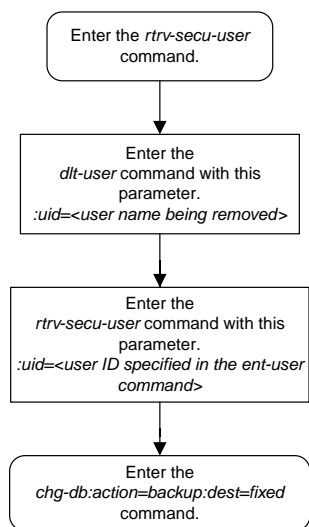 Enter the rtrv-secu-user
command.
Enter the
dlt-user command with this
parameter.
:uid=<user name being removed>
Enter the
rtrv-secu-user command with this
parameter.
:uid=<user ID specified in the ent-user
command>
Enter the
chg-db:action=backup:dest=fixed
command.